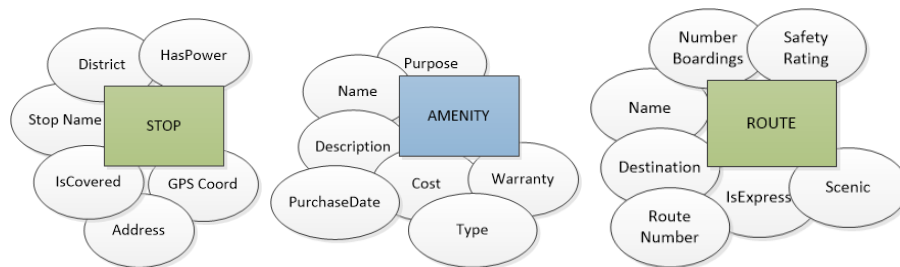 District
HasPower
Stop Name
STOP
IsCovered
GPS Coord
Address
Purpose
Name
AMENITY
Description
Cost
Warranty
PurchaseDate
Type
Number
Boardings
Safety
Rating
Name
ROUTE
Destination
IsExpress
Scenic
Route
Number